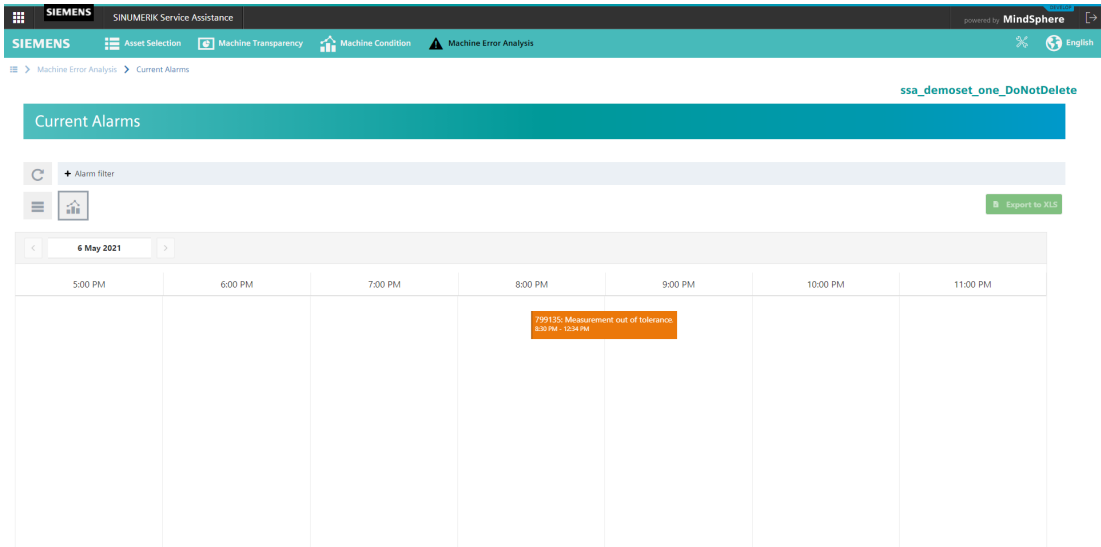 DEVELOP
SIEMENS SINUMERIK Service Assistance powered by MindSphere
SIEMENS Asset Selection Machine Transparency Machine Condition Machine Error Analysis English
Machine Error Analysis Current Alarms
ssa_demoset_one_DoNotDelete
Current Alarms
+ Alarm filter
Export to XLS
6 May 2021
5:00 PM 6:00 PM 7:00 PM 8:00 PM 9:00 PM 10:00 PM 11:00 PM
799135: Measurement out of tolerance.
8:30 PM - 12:34 PM